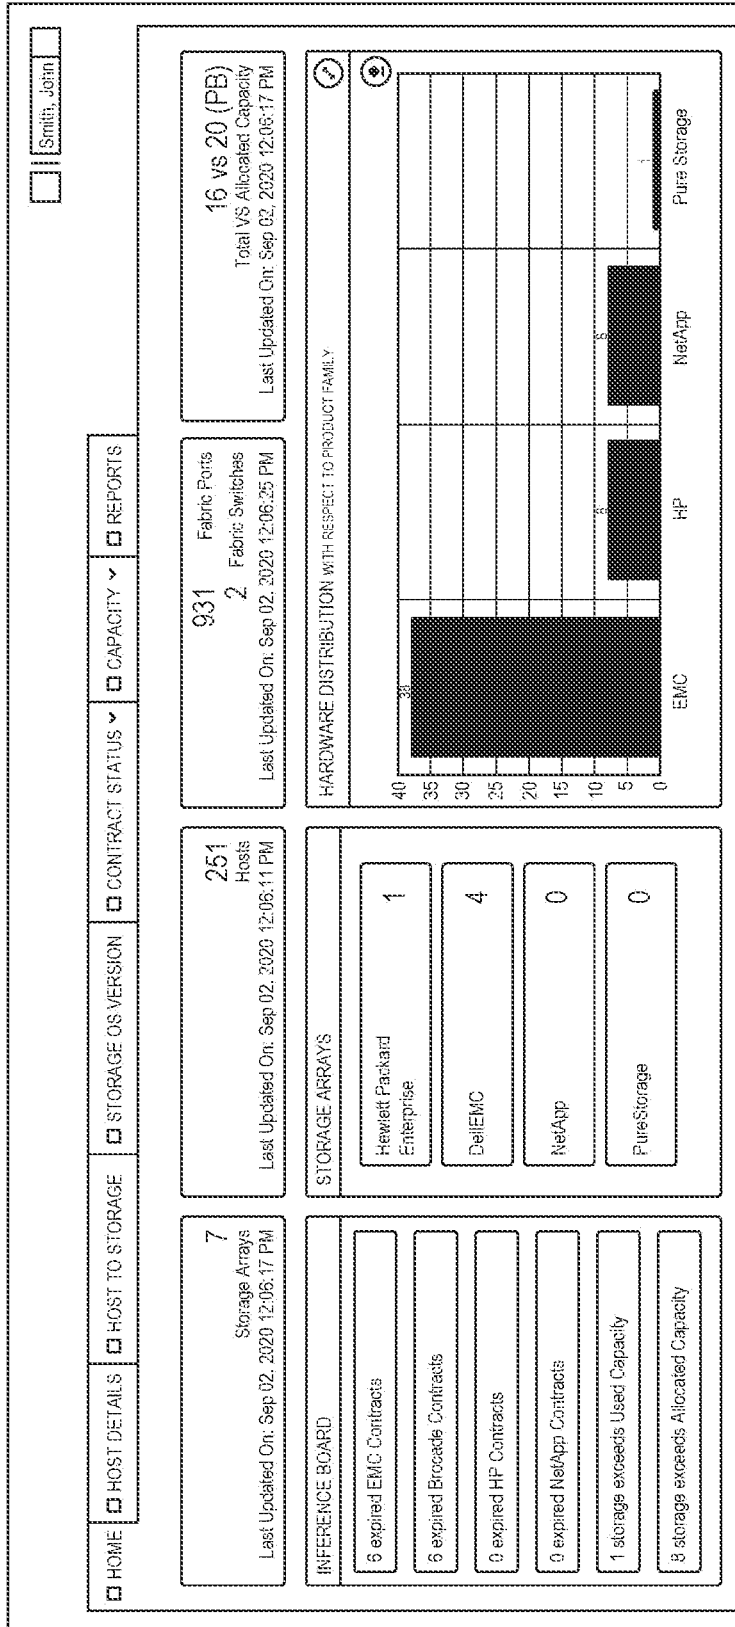 Smith, John
HOME
HOST DETAILS
HOST TO STORAGE
STORAGE OS VERSION
CONTRACT STATUS
CAPACITY
REPORTS
7
Storage Arrays
Last Updated On: Sep 02, 2020 12:06:17 PM
251
Hosts
Last Updated On: Sep 02, 2020 12:06:11 PM
931 Fabric Ports
2 Fabric Switches
Last Updated On: Sep 02, 2020 12:06:25 PM
16 vs 20 (PB)
Total VS Allocated Capacity
Last Updated On: Sep 02, 2020 12:06:17 PM
INFERENCE BOARD
6 expired EMC Contracts
6 expired Brocade Contracts
0 expired HP Contracts
0 expired NetApp Contracts
1 storage exceeds Used Capacity
8 storage exceeds Allocated Capacity
STORAGE ARRAYS
Hewlett Packard
Enterprise
1
DellEMC
4
NetApp
0
PureStorage
0
HARDWARE DISTRIBUTION WITH RESPECT TO PRODUCT FAMILY
40
35
30
25
20
15
10
5
0
38
1
EMC
HP
NetApp
Pure Storage